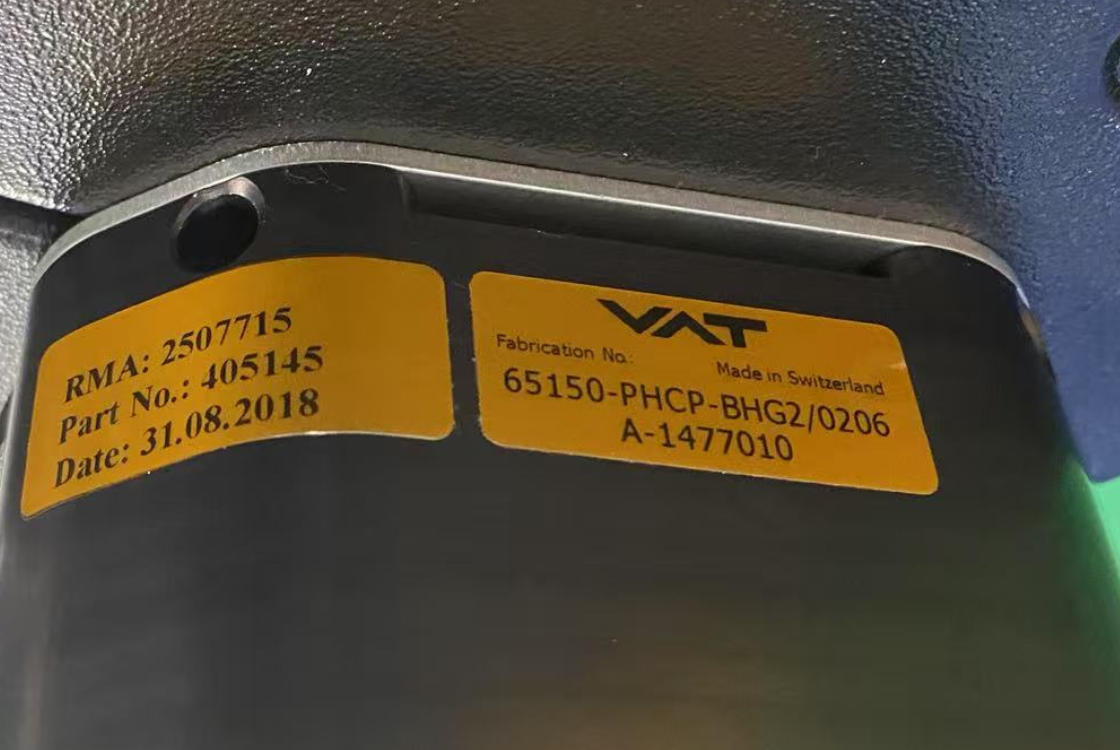 RMA: 2507715
Part No.: 405145
Date: 31.08.2018
VAT
Fabrication No.:
Made in Switzerland
65150-PHCP-BHG2/0206
A-1477010